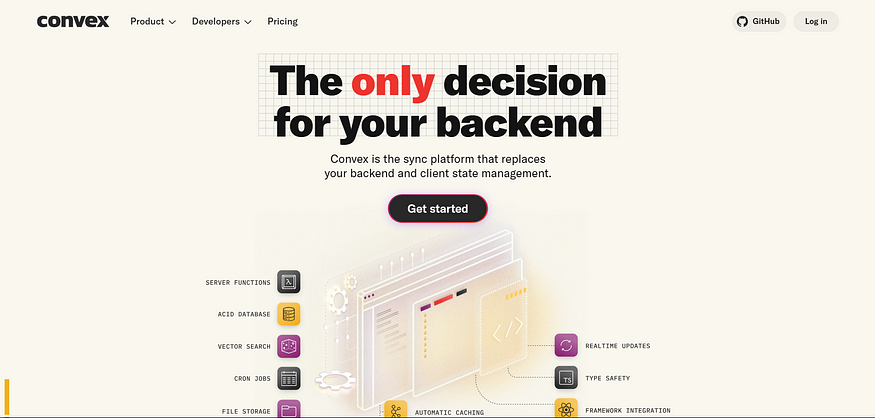 convex
Product
Developers
Pricing
GitHub
Log in
The only decision
for your backend
Convex is the sync platform that replaces
your backend and client state management.
Get started
SERVER FUNCTIONS
ACID DATABASE
VECTOR SEARCH
CRON JOBS
FILE STORAGE
REALTIME UPDATES
TS
TYPE SAFETY
AUTOMATIC CACHING
FRAMEWORK INTEGRATION